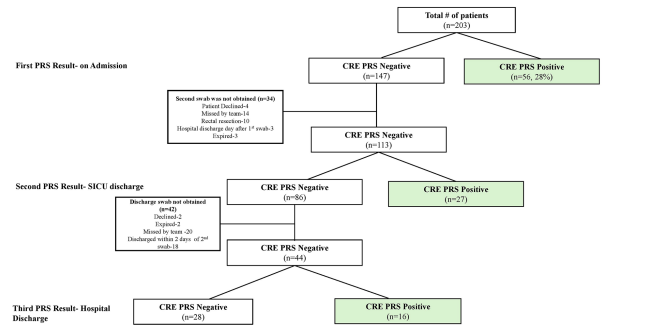 Total # of patients
(n=203)
First PRS Result- on Admission
CRE PRS Negative
(n=147)
CRE PRS Positive
(n=56, 28%)
Second swab was not obtained (n=34)
Patient Declined-4
Missed by team-14
Rectal resection-10
Hospital discharge day after 1st swab-3
Expired-3
CRE PRS Negative
(n=113)
Second PRS Result- SICU discharge
CRE PRS Negative
(n=86)
CRE PRS Positive
(n=27)
Discharge swab not obtained
(n=42)
Declined-2
Expired-2
Missed by team -20
Discharged within 2 days of 2nd
swab-18
CRE PRS Negative
(n=44)
Third PRS Result- Hospital
Discharge
CRE PRS Negative
(n=28)
CRE PRS Positive
(n=16)